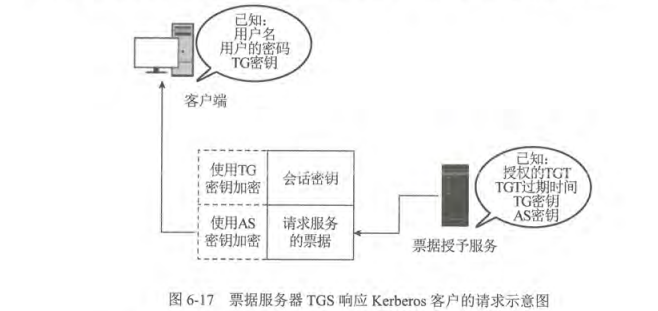 已知：
用户名
用户的密码
TG密钥
客户端
使用TG
密钥加密
会话密钥
使用AS
密钥加密
请求服务
的票据
已知：
授权的TGT
TGT过期时间
TG密钥
AS密钥
票据授予服务
图 6-17 票据服务器 TGS 响应 Kerberos 客户的请求示意图